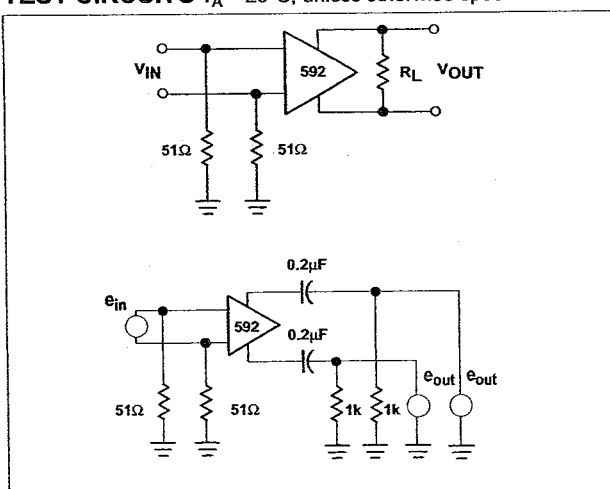 TEST CIRCUITS T_A = 25°C, unless otherwise
V_IN
592
R_L
V_OUT
51Ω
51Ω
0.2μF
e_in
592
0.2μF
e_out
e_out
51Ω
51Ω
1k
1k